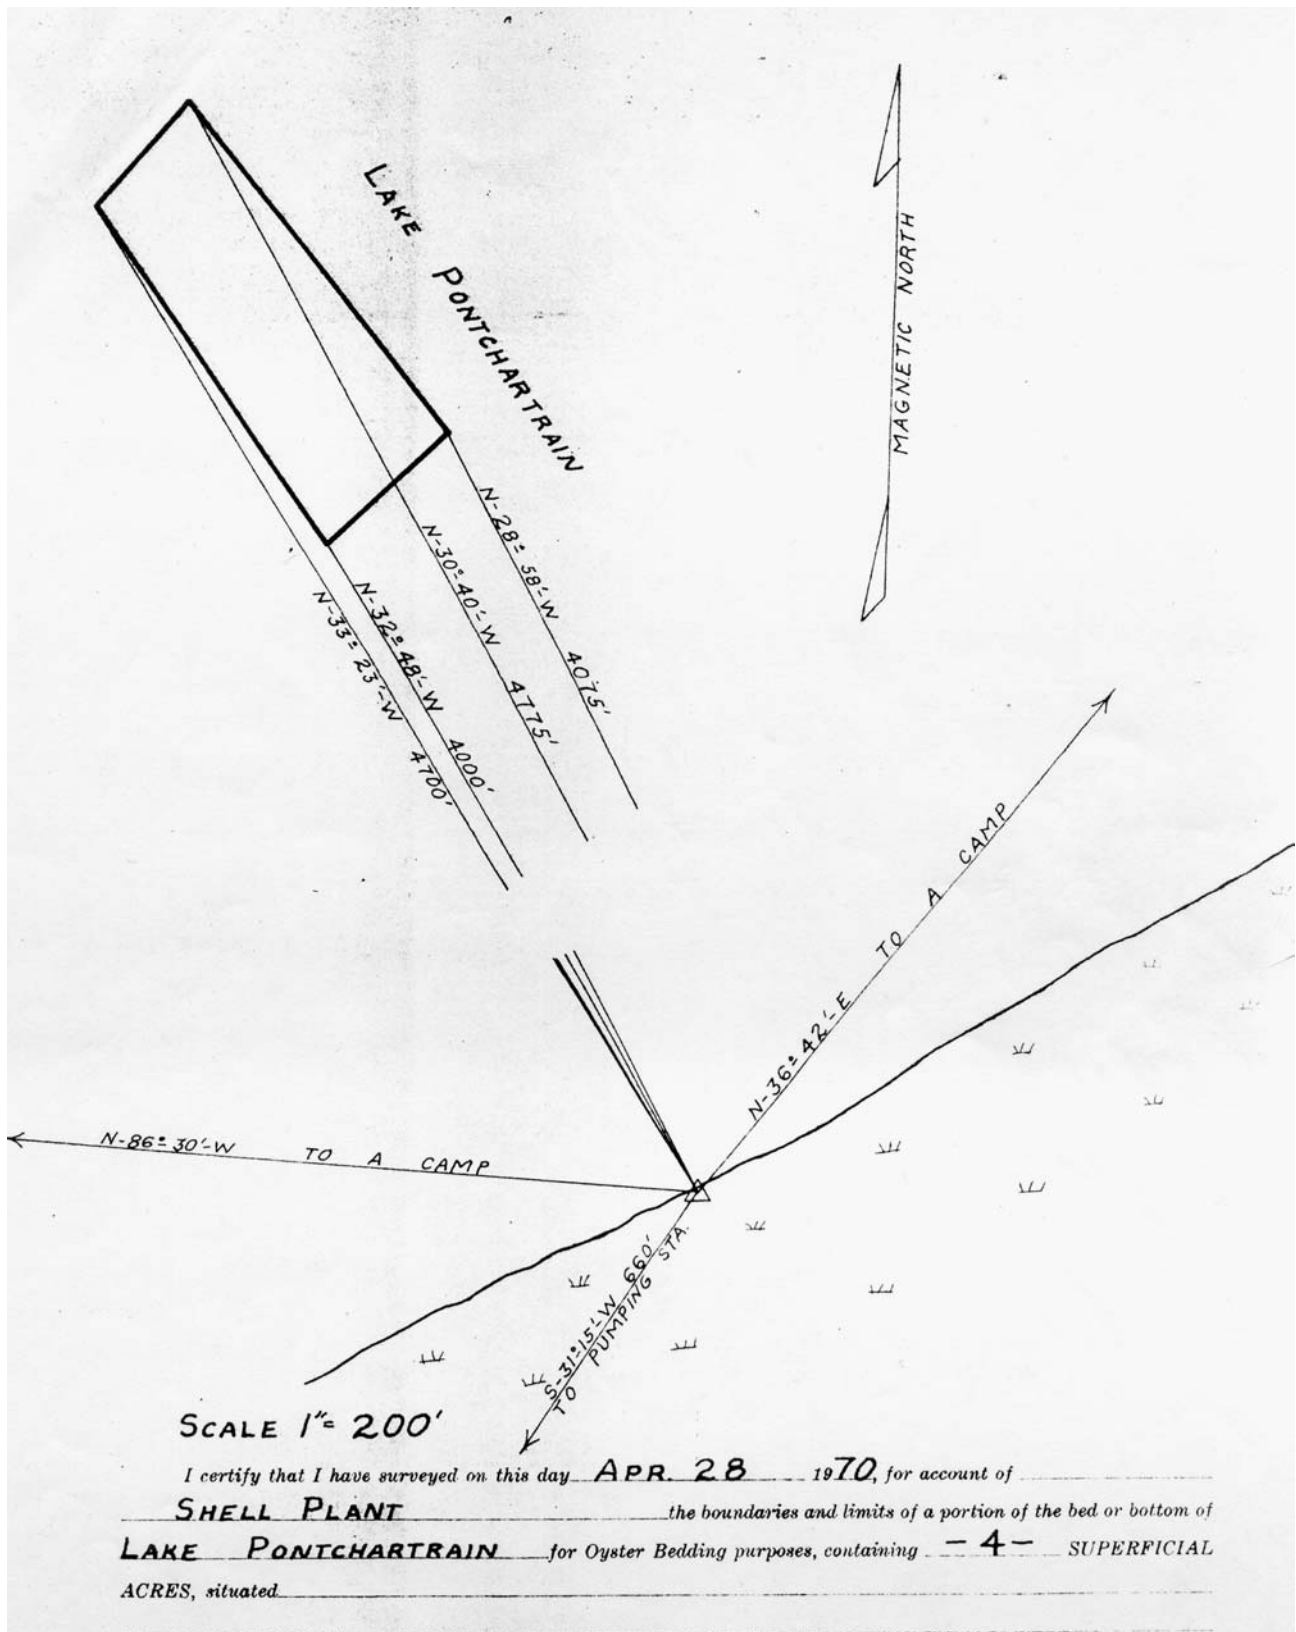 LAKE PONTCHARTRAIN
MAGNETIC NORTH
N-28°58'-W 4075'
N-30°40'-W 4775'
N-32°48'-W 4000'
N-33°23'-W 4700'
N-36°42'-E TO A CAMP
N-86°30'-W TO A CAMP
S-31°15'-W 660'
TO PUMPING STA.
SCALE 1"= 200'
I certify that I have surveyed on this day APR. 28 1970, for account of
SHELL PLANT the boundaries and limits of a portion of the bed or bottom of
LAKE PONTCHARTRAIN for Oyster Bedding purposes, containing -4- SUPERFICIAL
ACRES, situated